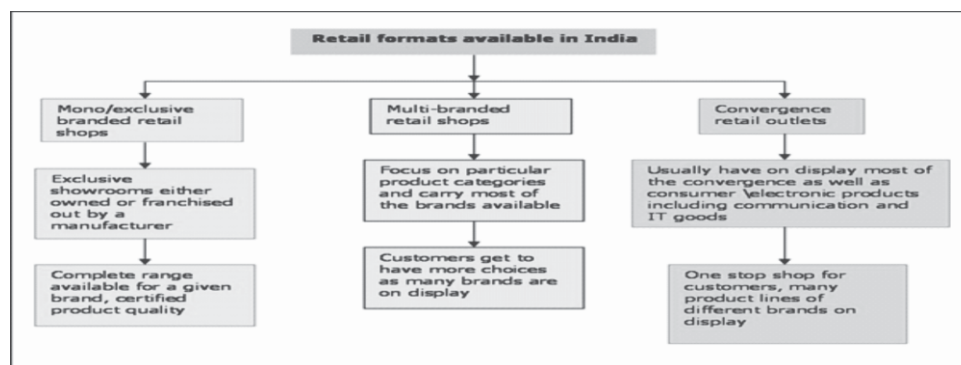 Retail formats available in India
Mono/exclusive
branded retail
shops
Exclusive
showrooms either
owned or franchised
out by a
manufacturer
Complete range
available for a given
brand, certified
product quality
Multi-branded
retail shops
Focus on particular
product categories
and carry most of
the brands available
Customers get to
have more choices
as many brands are
on display
Convergence
retail outlets
Usually have on display most of
the convergence as well as
consumer \electronic products
including communication and
IT goods
One stop shop for
customers, many
product lines of
different brands on
display